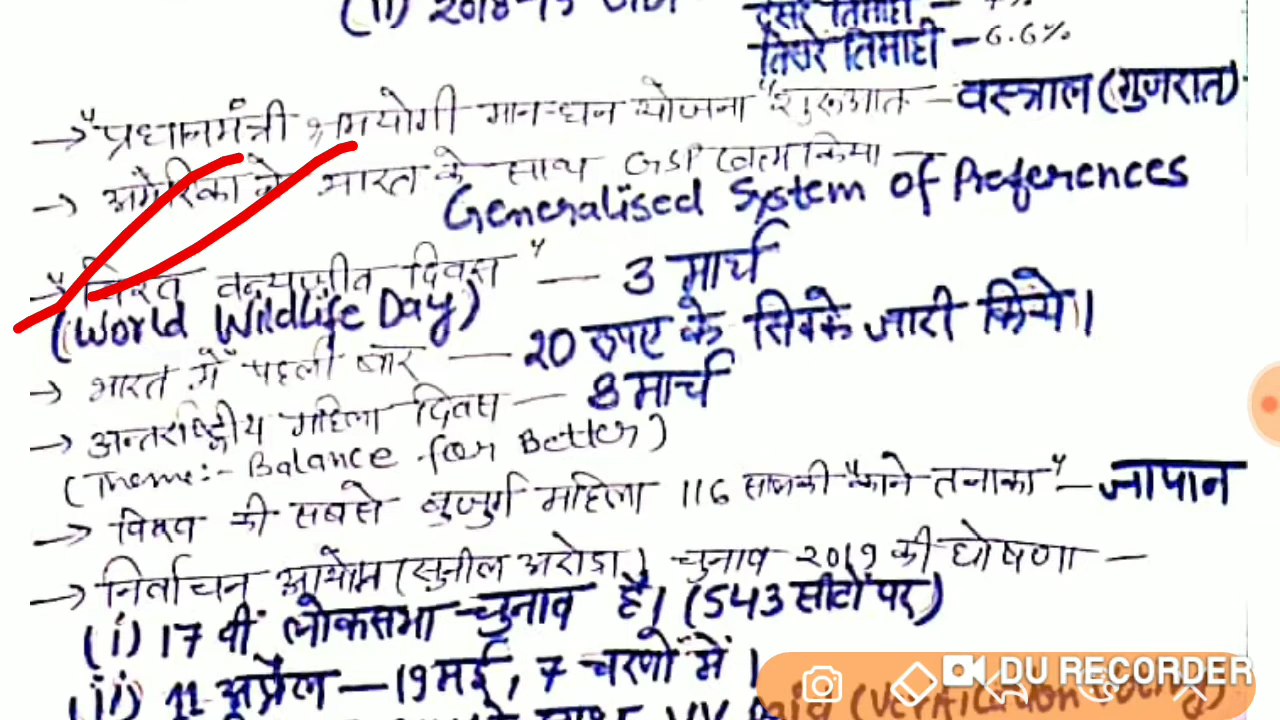 (ii) 2018-19
दूसरे तिमाही - 7%
तिसरे तिमाही - 6.6%
→ "प्रधानमंत्री श्रमयोगी मान-धन योजना" शुरुआत - वस्त्राल (गुजरात)
→ अमेरिका ने भारत के साथ GSP खत्म किया -
Generalised System of Preferences
→ "विश्व वन्यजीव दिवस" - 3 मार्च
(World Wildlife Day)
→ भारत में पहली बार - 20 रुपए के सिक्के जारी किये।
→ अन्तर्राष्ट्रीय महिला दिवस - 8 मार्च
(Theme:- Balance for Better)
→ विश्व की सबसे बुजुर्ग महिला 116 साल की "काने तनाका" - जापान
→ निर्वाचन आयोग (सुनील अरोडा) चुनाव 2019 की घोषणा -
(i) 17 वीं लोकसभा चुनाव है। (543 सीटों पर)
(ii) 11 अप्रैल - 19 मई, 7 चरणों में।
DU RECORDER